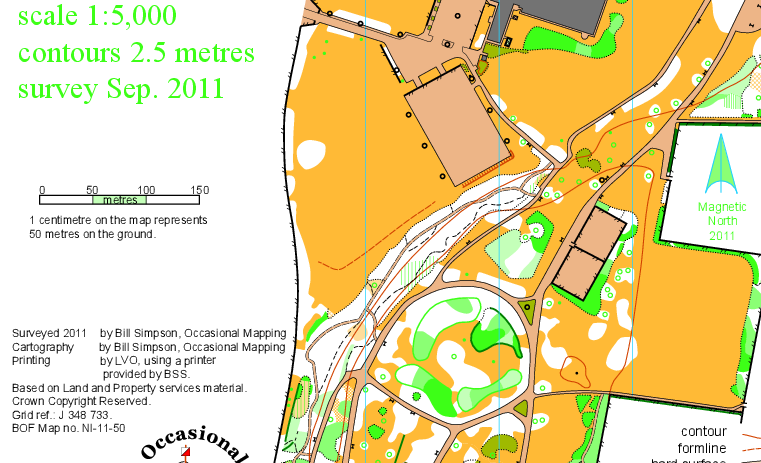 scale 1:5,000
contours 2.5 metres
survey Sep. 2011
0 50 100 150
metres
1 centimetre on the map represents
50 metres on the ground.
Magnetic
North
2011
Surveyed 2011 by Bill Simpson, Occasional Mapping
Cartography by Bill Simpson, Occasional Mapping
Printing by LVO, using a printer
provided by BSS.
Based on Land and Property services material.
Crown Copyright Reserved.
Grid ref.: J 348 733.
BOF Map no. NI-11-50
Occasional
contour
formline
hard surface